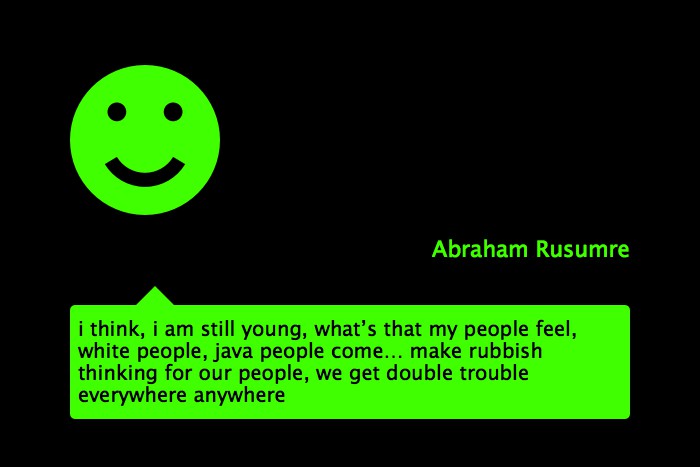 Abraham Rusumre
i think, i am still young, what’s that my people feel,
white people, java people come... make rubbish
thinking for our people, we get double trouble
everywhere anywhere